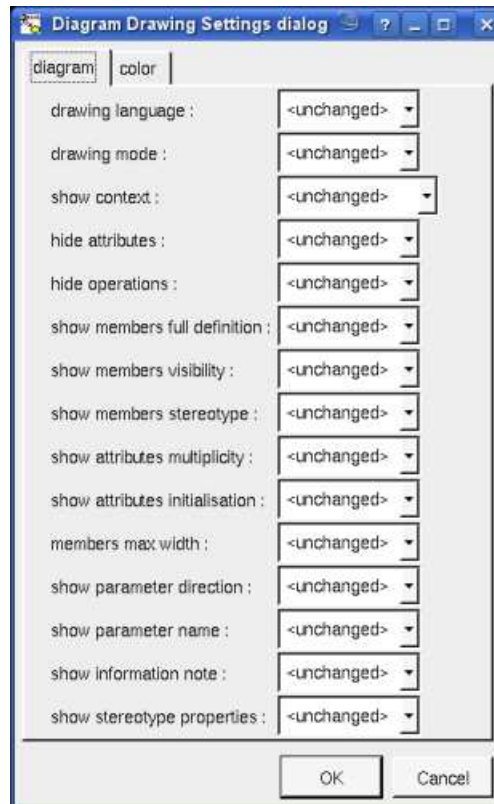 Diagram Drawing Settings dialog
diagram color
drawing language : <unchanged>
drawing mode : <unchanged>
show context : <unchanged>
hide attributes : <unchanged>
hide operations : <unchanged>
show members full definition : <unchanged>
show members visibility : <unchanged>
show members stereotype : <unchanged>
show attributes multiplicity : <unchanged>
show attributes initialisation : <unchanged>
members max width : <unchanged>
show parameter direction : <unchanged>
show parameter name : <unchanged>
show information note : <unchanged>
show stereotype properties : <unchanged>
OK Cancel